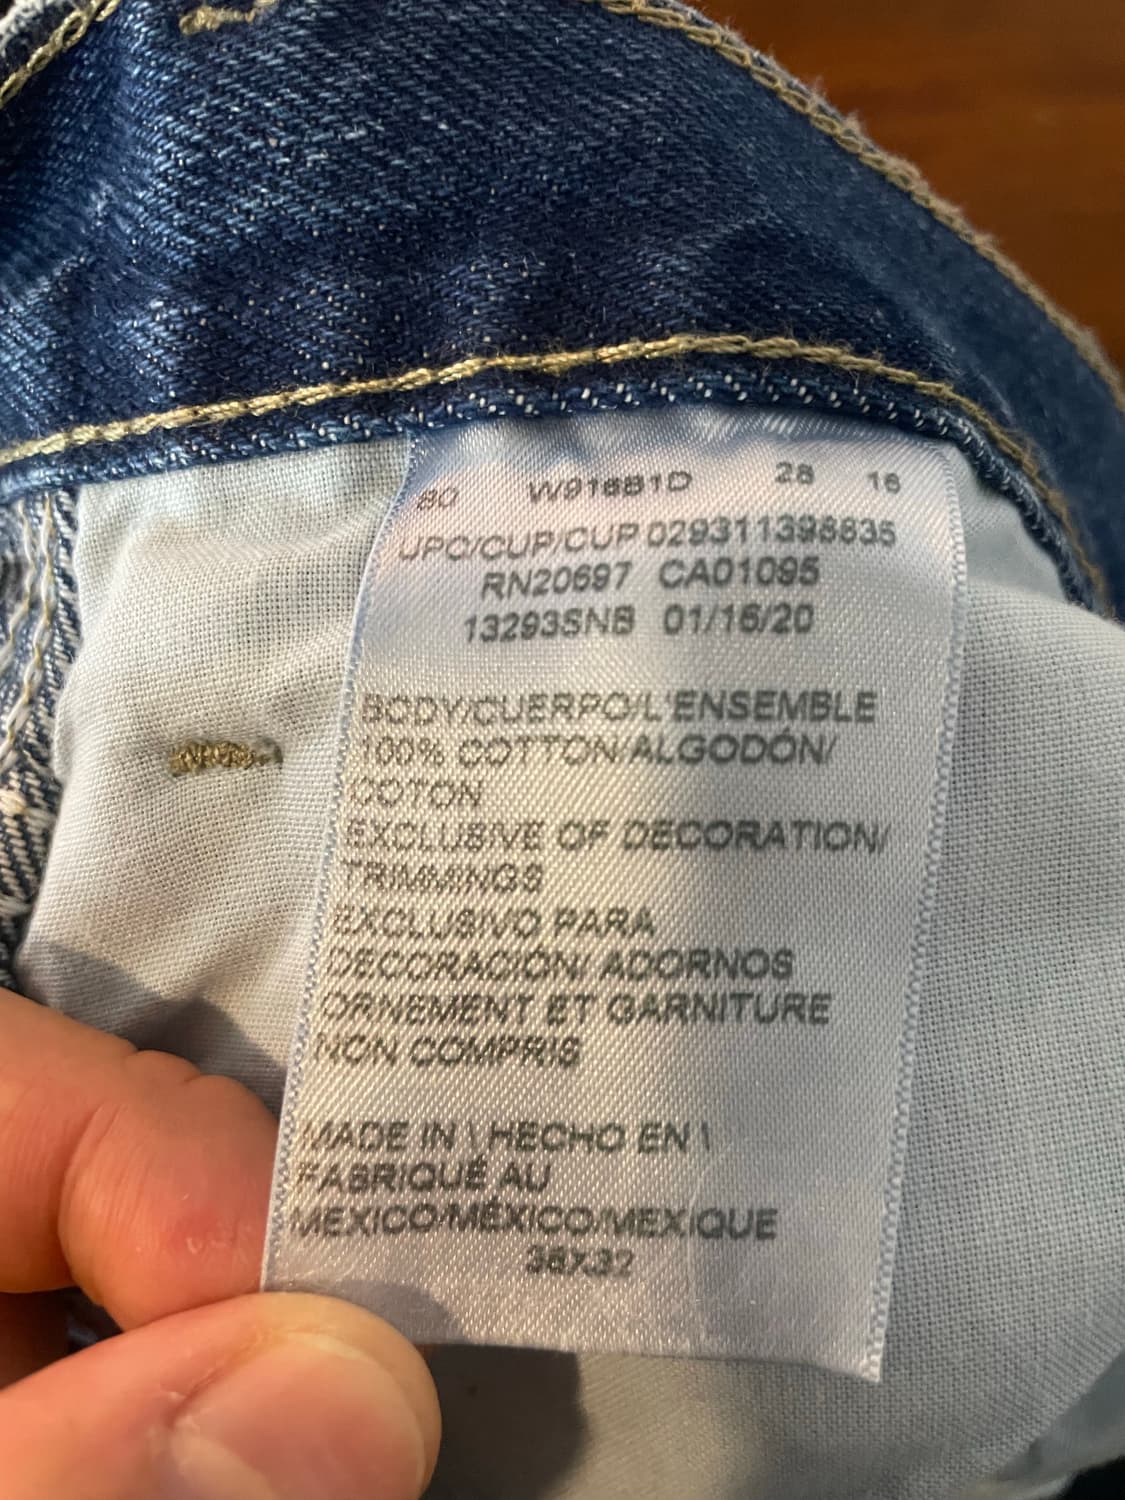 80 W91681D 28 16
UPC/CUP/CUP 029311398835
RN20697 CA01095
13293SNB 01/16/20
BODY/CUERPO/L'ENSEMBLE
100% COTTON/ALGODÓN/
COTON
EXCLUSIVE OF DECORATION/
TRIMMINGS
EXCLUSIVO PARA
DECORACIÓN/ ADORNOS
ORNEMENT ET GARNITURE
NON COMPRIS
MADE IN \ HECHO EN \
FABRIQUÉ AU
MEXICO/MÉXICO/MEXIQUE